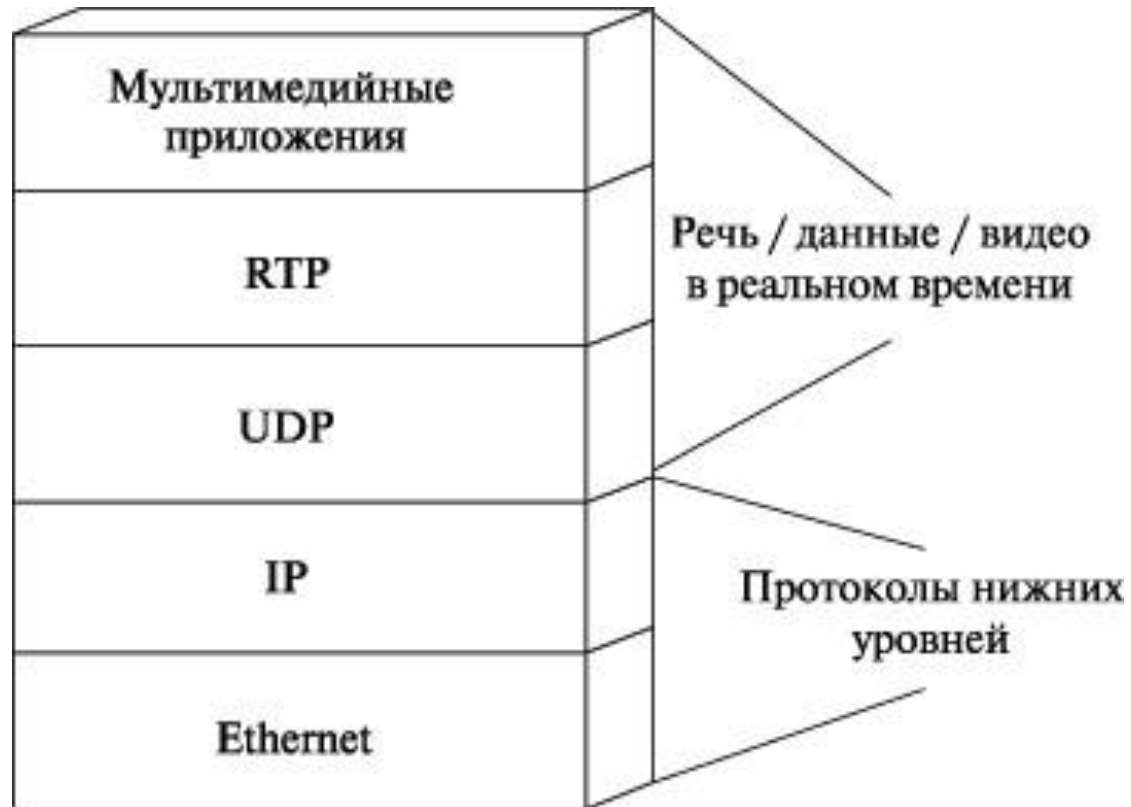 Мультимедийные
приложения
RTP
UDP
IP
Ethernet
Речь / данные / видео
в реальном времени
Протоколы нижних
уровней